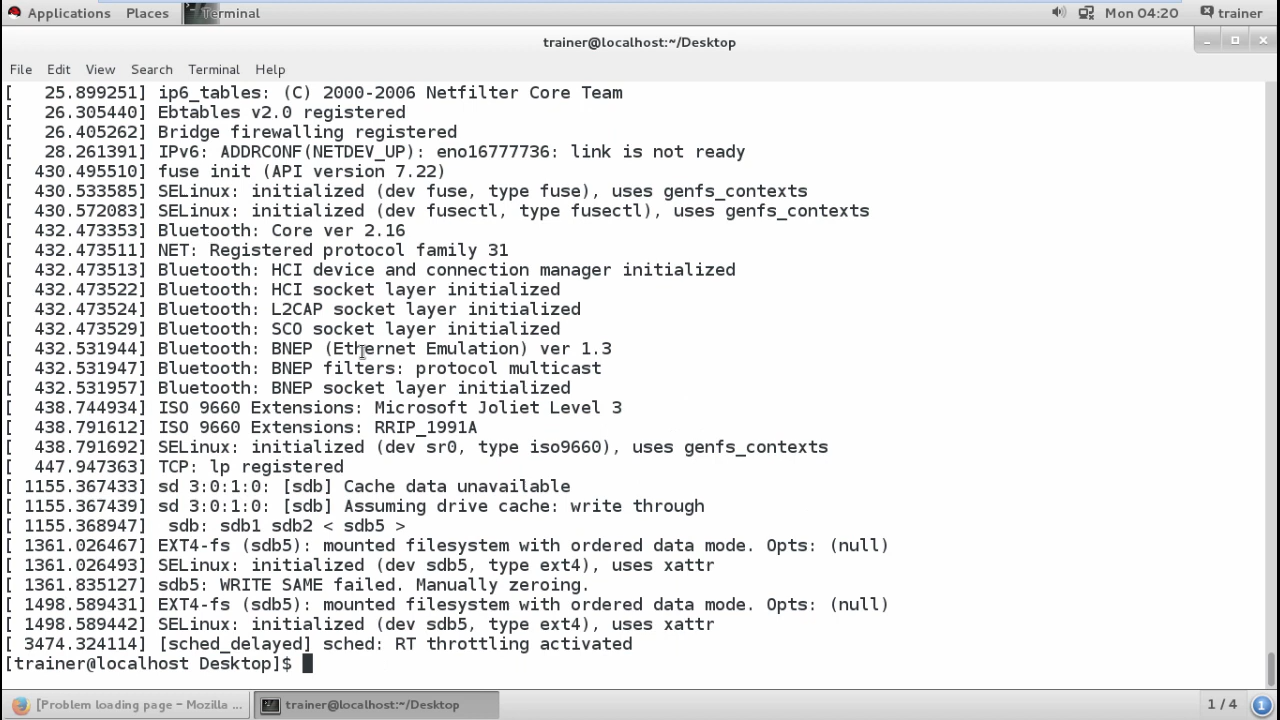 Applications Places Terminal Mon 04:20 trainer
trainer@localhost:~/Desktop
File Edit View Search Terminal Help
[   25.899251] ip6_tables: (C) 2000-2006 Netfilter Core Team
[   26.305440] Ebtables v2.0 registered
[   26.405262] Bridge firewalling registered
[   28.261391] IPv6: ADDRCONF(NETDEV_UP): eno16777736: link is not ready
[  430.495510] fuse init (API version 7.22)
[  430.533585] SELinux: initialized (dev fuse, type fuse), uses genfs_contexts
[  430.572083] SELinux: initialized (dev fusectl, type fusectl), uses genfs_contexts
[  432.473353] Bluetooth: Core ver 2.16
[  432.473511] NET: Registered protocol family 31
[  432.473513] Bluetooth: HCI device and connection manager initialized
[  432.473522] Bluetooth: HCI socket layer initialized
[  432.473524] Bluetooth: L2CAP socket layer initialized
[  432.473529] Bluetooth: SCO socket layer initialized
[  432.531944] Bluetooth: BNEP (Ethernet Emulation) ver 1.3
[  432.531947] Bluetooth: BNEP filters: protocol multicast
[  432.531957] Bluetooth: BNEP socket layer initialized
[  438.744934] ISO 9660 Extensions: Microsoft Joliet Level 3
[  438.791612] ISO 9660 Extensions: RRIP_1991A
[  438.791692] SELinux: initialized (dev sr0, type iso9660), uses genfs_contexts
[  447.947363] TCP: lp registered
[ 1155.367433] sd 3:0:1:0: [sdb] Cache data unavailable
[ 1155.367439] sd 3:0:1:0: [sdb] Assuming drive cache: write through
[ 1155.368947]  sdb: sdb1 sdb2 < sdb5 >
[ 1361.026467] EXT4-fs (sdb5): mounted filesystem with ordered data mode. Opts: (null)
[ 1361.026493] SELinux: initialized (dev sdb5, type ext4), uses xattr
[ 1361.835127] sdb5: WRITE SAME failed. Manually zeroing.
[ 1498.589431] EXT4-fs (sdb5): mounted filesystem with ordered data mode. Opts: (null)
[ 1498.589442] SELinux: initialized (dev sdb5, type ext4), uses xattr
[ 3474.324114] [sched_delayed] sched: RT throttling activated
[trainer@localhost Desktop]$
[Problem loading page – Mozilla ... trainer@localhost:~/Desktop 1 / 4 1